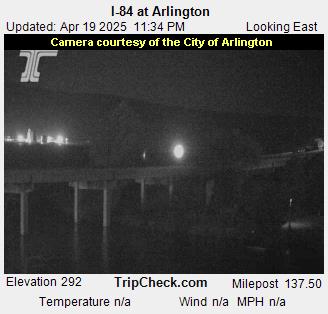 I-84 at Arlington
Updated: Apr 19 2025 11:34 PM Looking East
Camera courtesy of the City of Arlington
Elevation 292 TripCheck.com Milepost 137.50
Temperature n/a Wind n/a MPH n/a